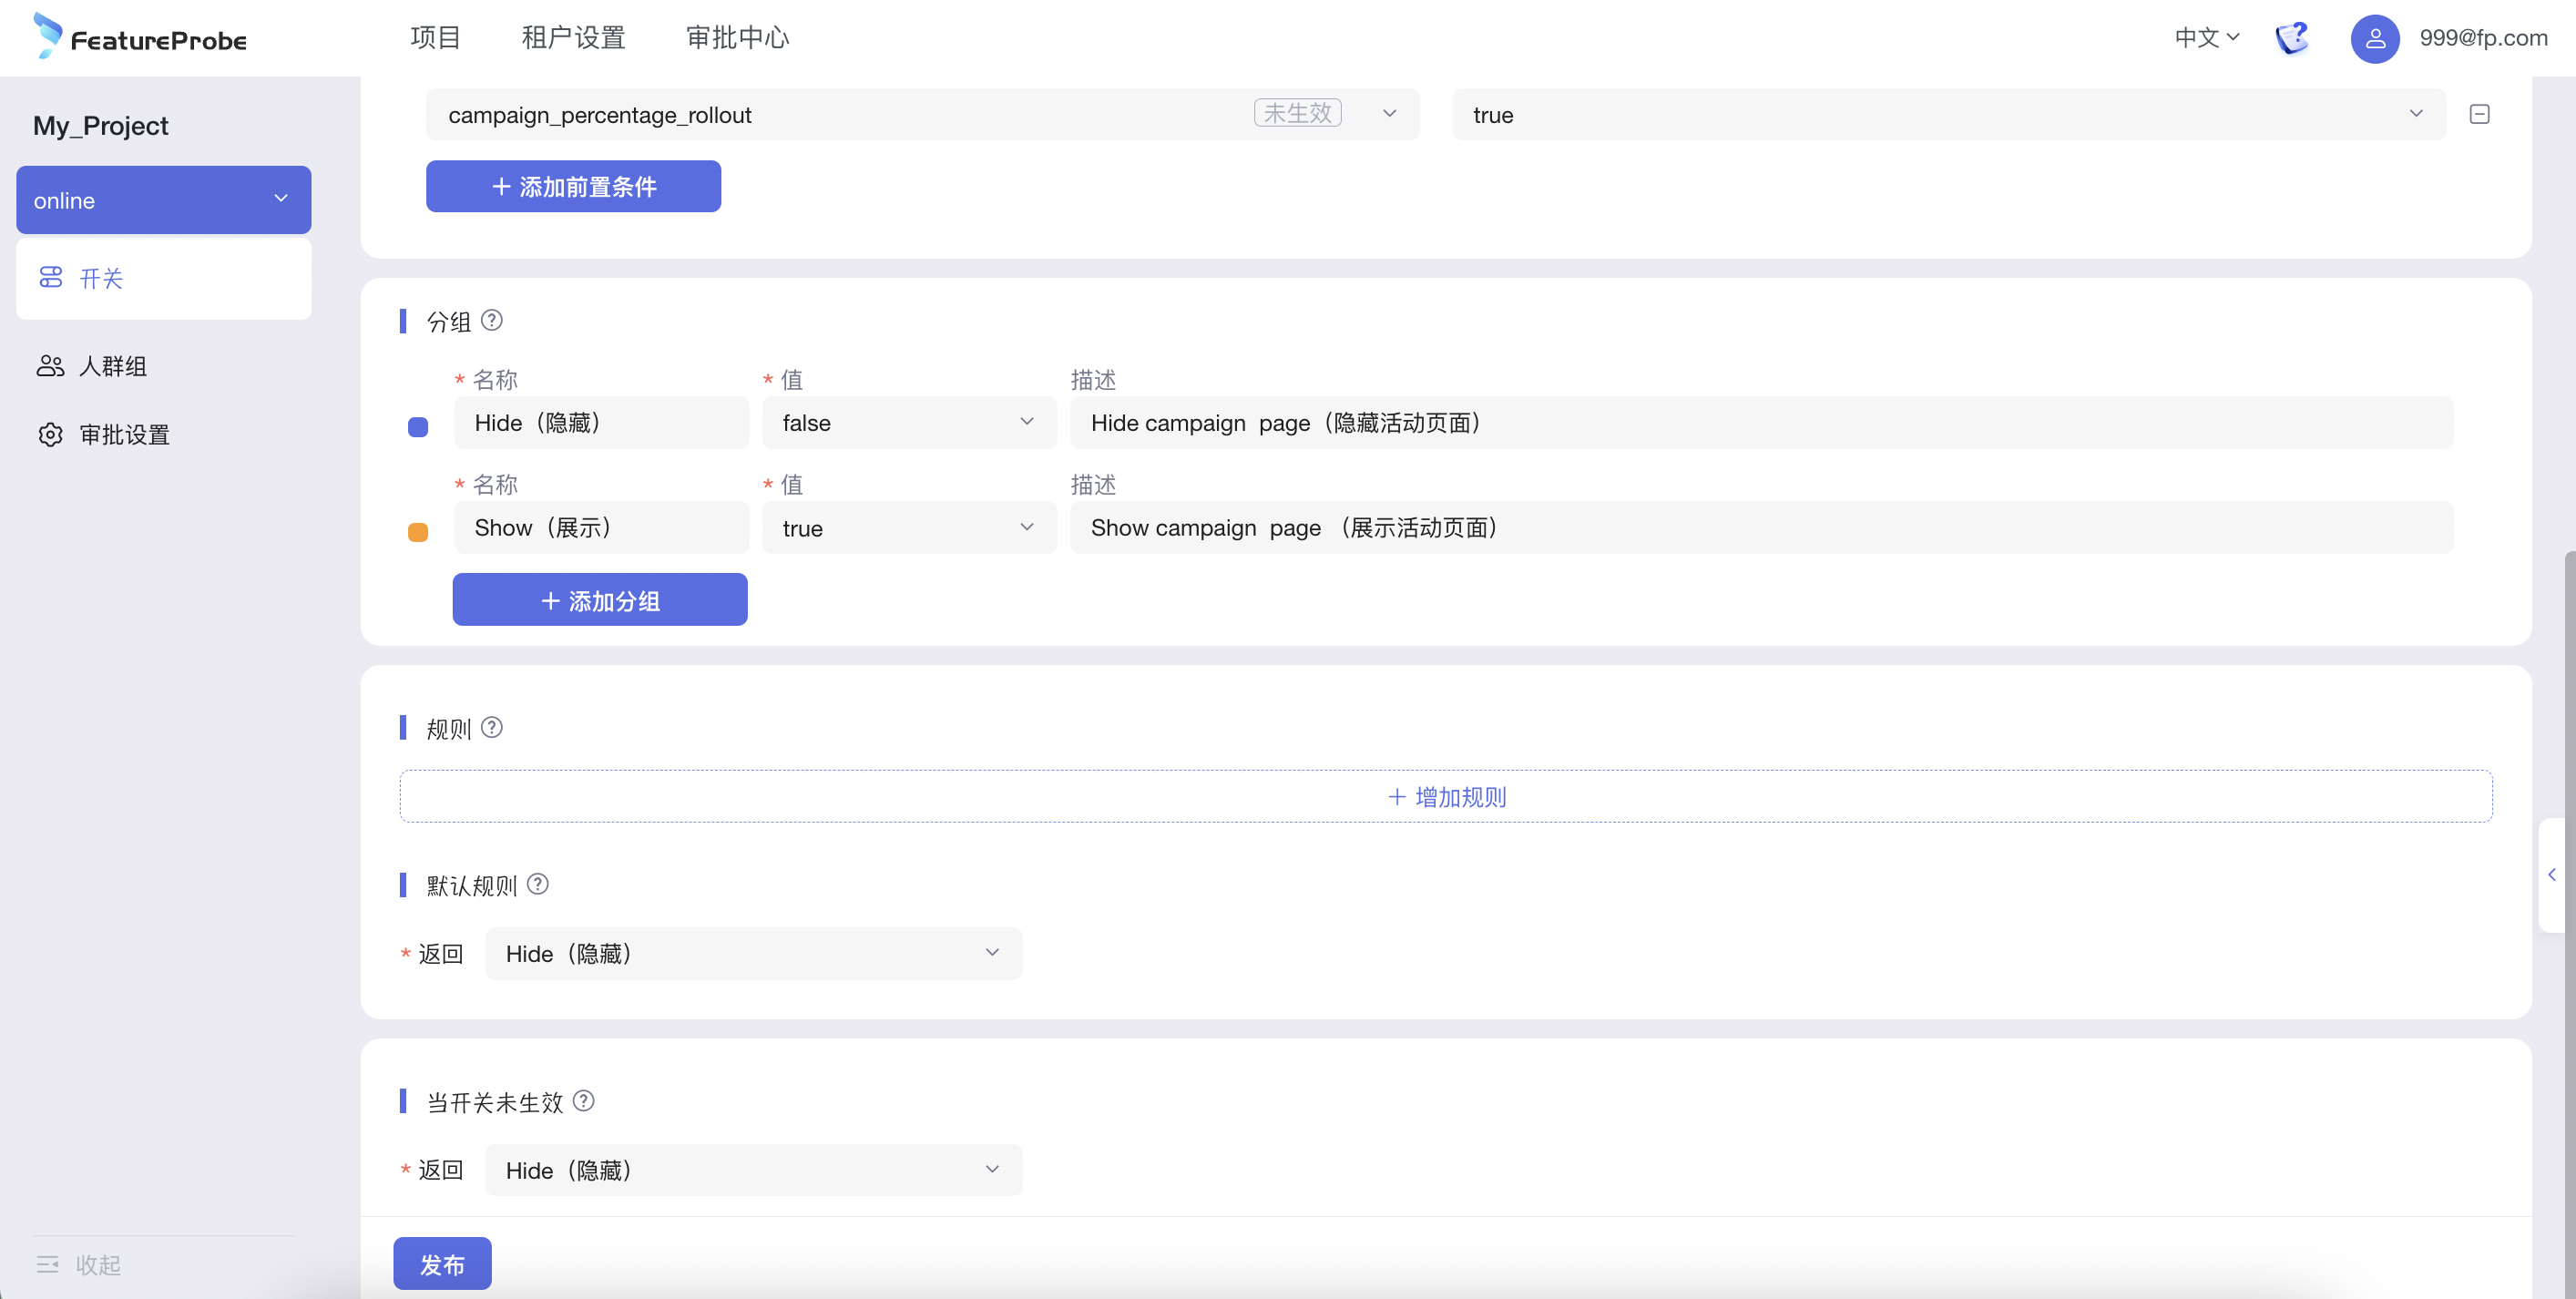 FeatureProbe
项目
租户设置
审批中心
中文
999@fp.com
My_Project
online
开关
人群组
审批设置
收起
campaign_percentage_rollout
未生效
true
+ 添加前置条件
分组
* 名称
* 值
描述
Hide（隐藏）
false
Hide campaign  page（隐藏活动页面）
* 名称
* 值
描述
Show（展示）
true
Show campaign  page （展示活动页面）
+ 添加分组
规则
+ 增加规则
默认规则
* 返回
Hide（隐藏）
当开关未生效
* 返回
Hide（隐藏）
发布